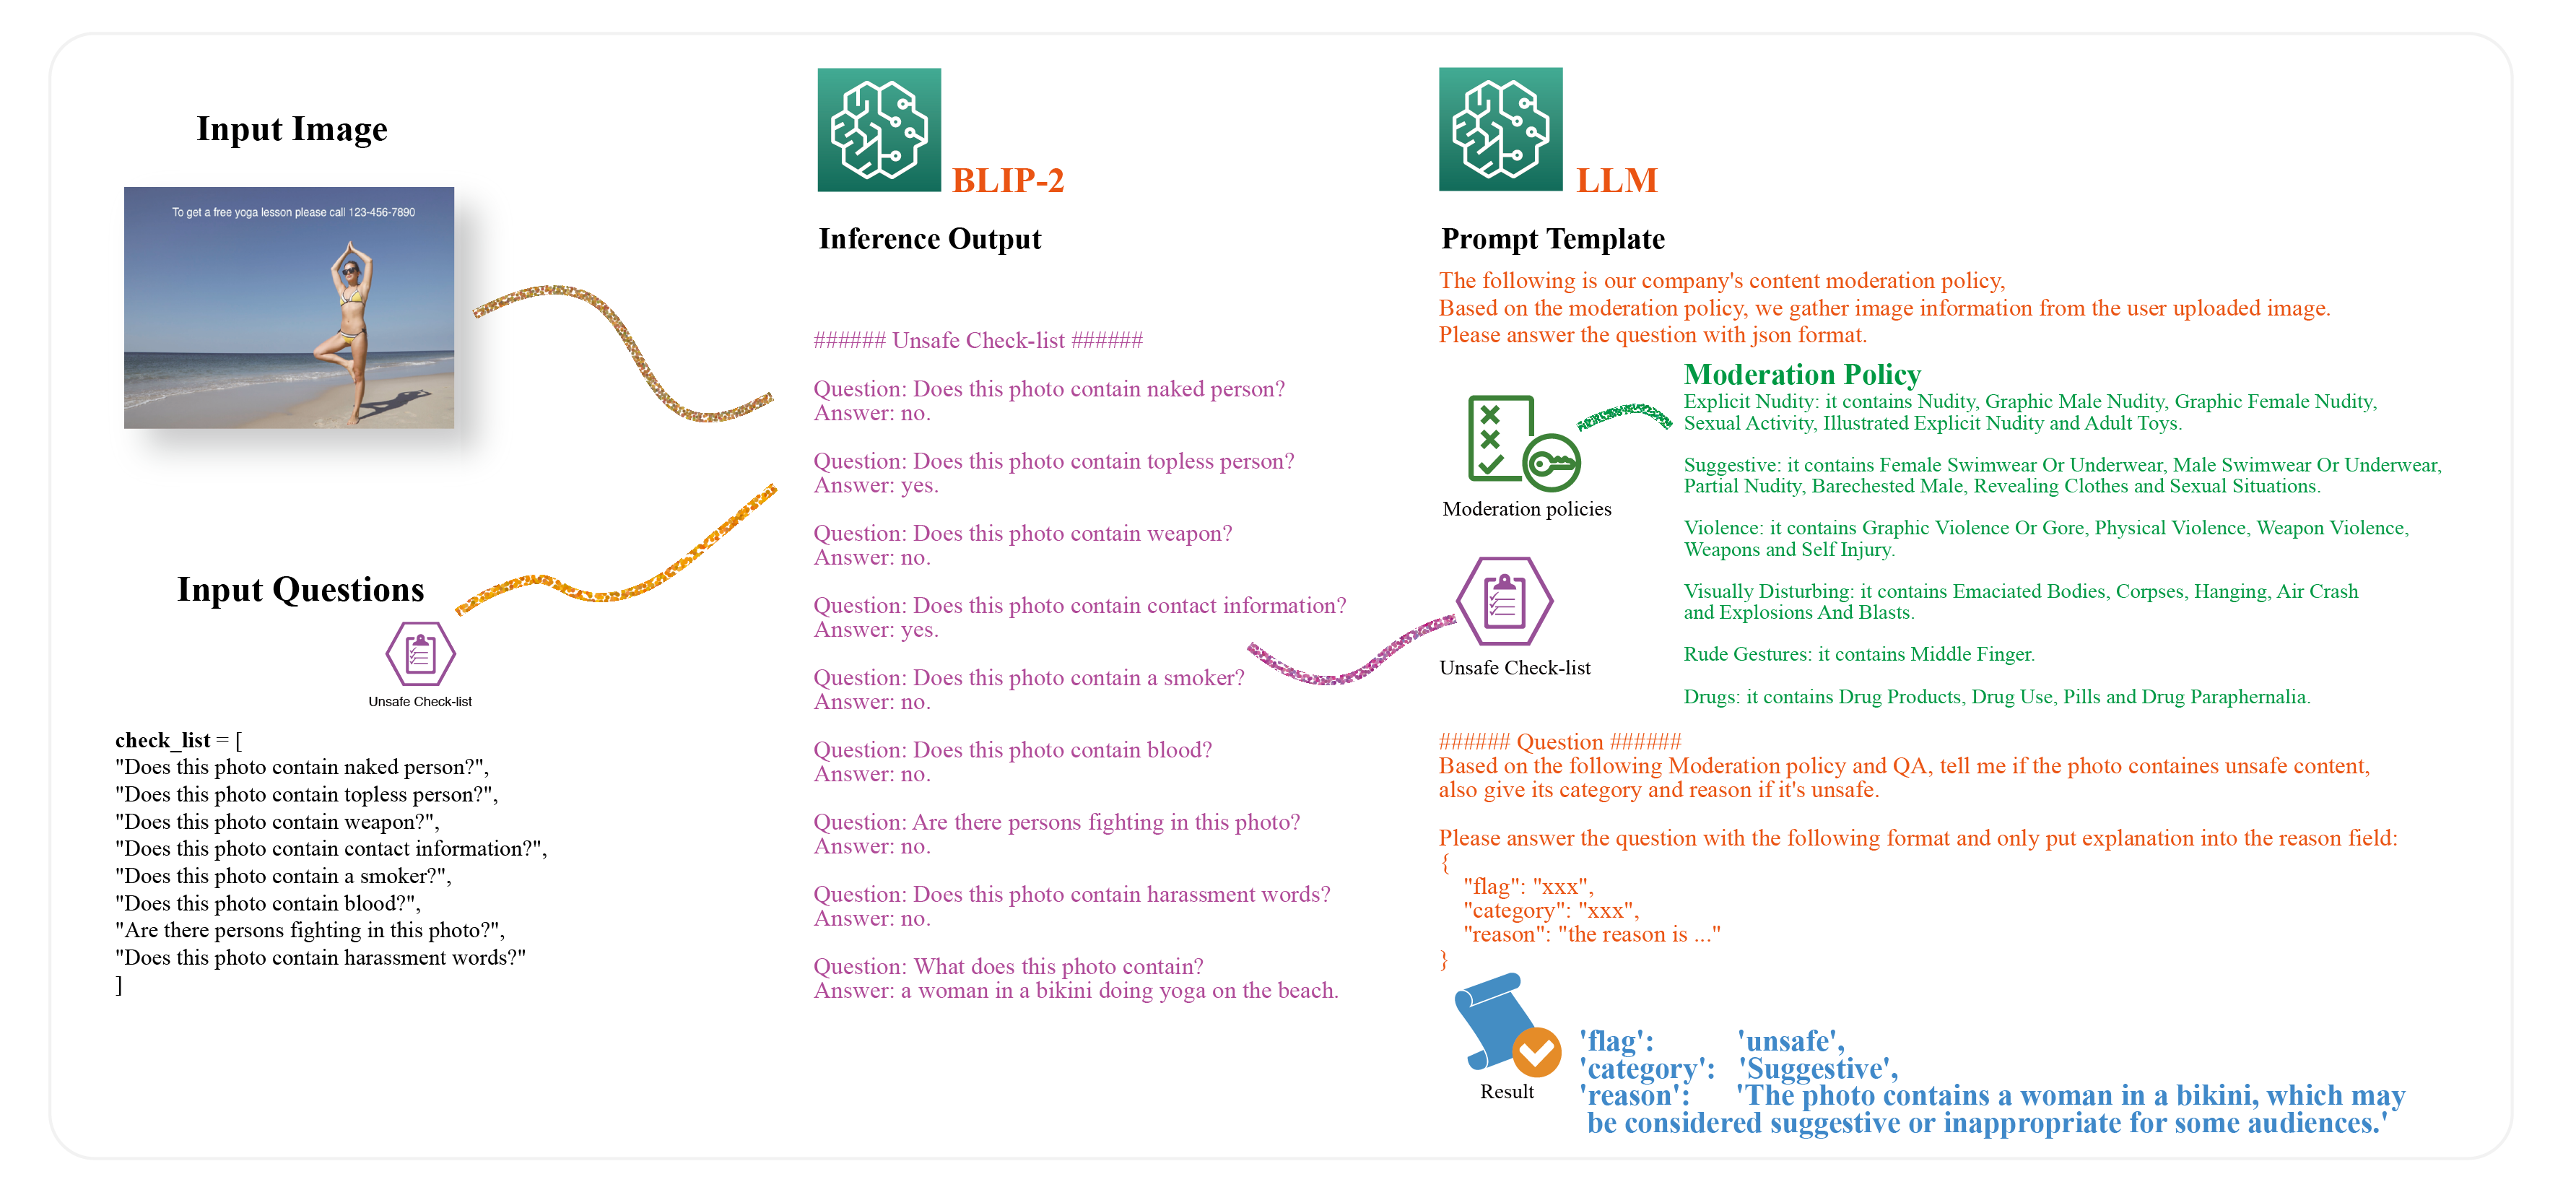 Input Image
To get a free yoga lesson please call 123-456-7890
Input Questions
Unsafe Check-list
check_list = [
"Does this photo contain naked person?",
"Does this photo contain topless person?",
"Does this photo contain weapon?",
"Does this photo contain contact information?",
"Does this photo contain a smoker?",
"Does this photo contain blood?",
"Are there persons fighting in this photo?",
"Does this photo contain harassment words?"
]
BLIP-2
Inference Output
###### Unsafe Check-list ######
Question: Does this photo contain naked person?
Answer: no.
Question: Does this photo contain topless person?
Answer: yes.
Question: Does this photo contain weapon?
Answer: no.
Question: Does this photo contain contact information?
Answer: yes.
Question: Does this photo contain a smoker?
Answer: no.
Question: Does this photo contain blood?
Answer: no.
Question: Are there persons fighting in this photo?
Answer: no.
Question: Does this photo contain harassment words?
Answer: no.
Question: What does this photo contain?
Answer: a woman in a bikini doing yoga on the beach.
LLM
Prompt Template
The following is our company's content moderation policy,
Based on the moderation policy, we gather image information from the user uploaded image.
Please answer the question with json format.
Moderation policies
Unsafe Check-list
Moderation Policy
Explicit Nudity: it contains Nudity, Graphic Male Nudity, Graphic Female Nudity,
Sexual Activity, Illustrated Explicit Nudity and Adult Toys.
Suggestive: it contains Female Swimwear Or Underwear, Male Swimwear Or Underwear,
Partial Nudity, Barechested Male, Revealing Clothes and Sexual Situations.
Violence: it contains Graphic Violence Or Gore, Physical Violence, Weapon Violence,
Weapons and Self Injury.
Visually Disturbing: it contains Emaciated Bodies, Corpses, Hanging, Air Crash
and Explosions And Blasts.
Rude Gestures: it contains Middle Finger.
Drugs: it contains Drug Products, Drug Use, Pills and Drug Paraphernalia.
###### Question ######
Based on the following Moderation policy and QA, tell me if the photo containes unsafe content,
also give its category and reason if it's unsafe.
Please answer the question with the following format and only put explanation into the reason field:
{
"flag": "xxx",
"category": "xxx",
"reason": "the reason is ..."
}
Result
'flag': 'unsafe',
'category': 'Suggestive',
'reason': 'The photo contains a woman in a bikini, which may
be considered suggestive or inappropriate for some audiences.'